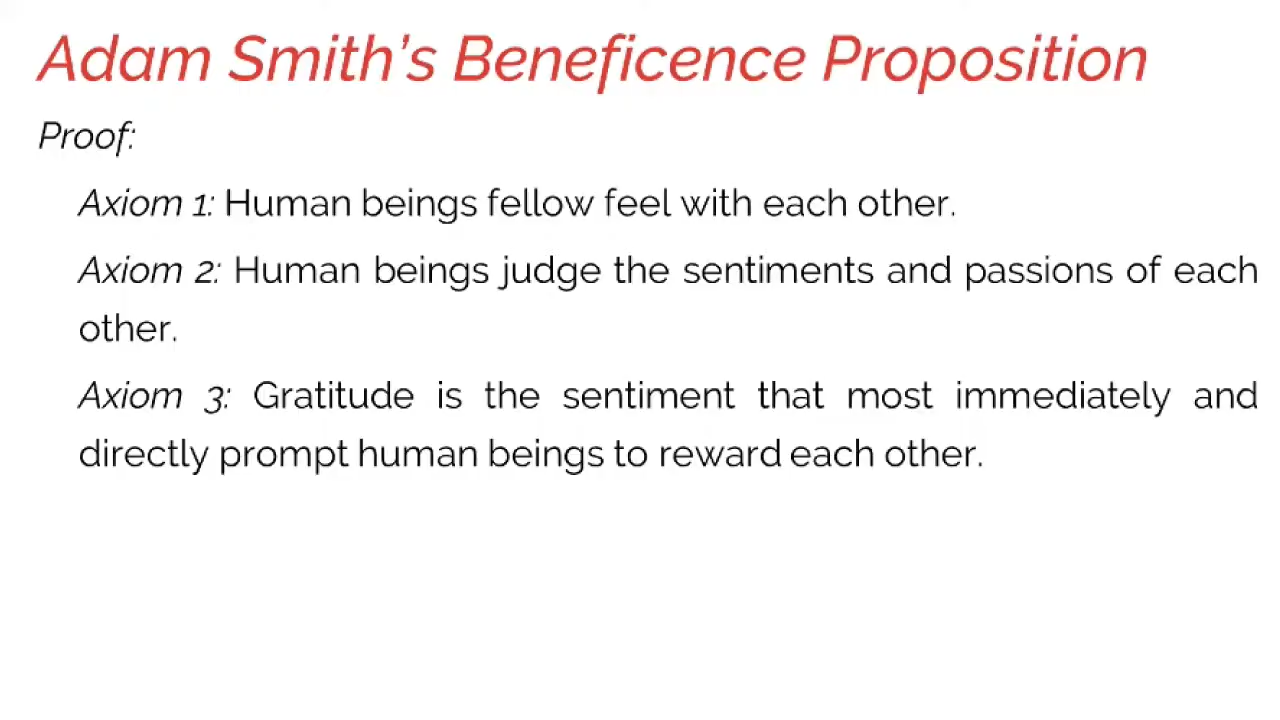 Adam Smith’s Beneficence Proposition
Proof:
Axiom 1: Human beings fellow feel with each other.
Axiom 2: Human beings judge the sentiments and passions of each
other.
Axiom 3: Gratitude is the sentiment that most immediately and
directly prompt human beings to reward each other.